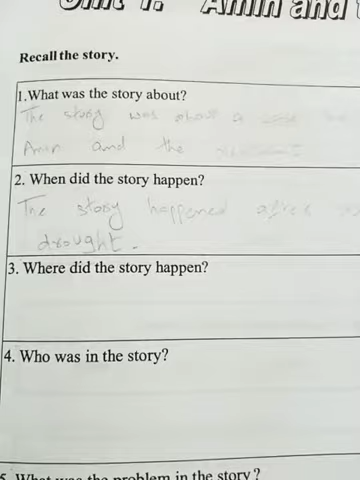 Unit 1: Amin and
Recall the story.
1.What was the story about?
The story was about a
Amin and the
2. When did the story happen?
The story happened after
drought.
3. Where did the story happen?
4. Who was in the story?
5. What was the problem in the story?